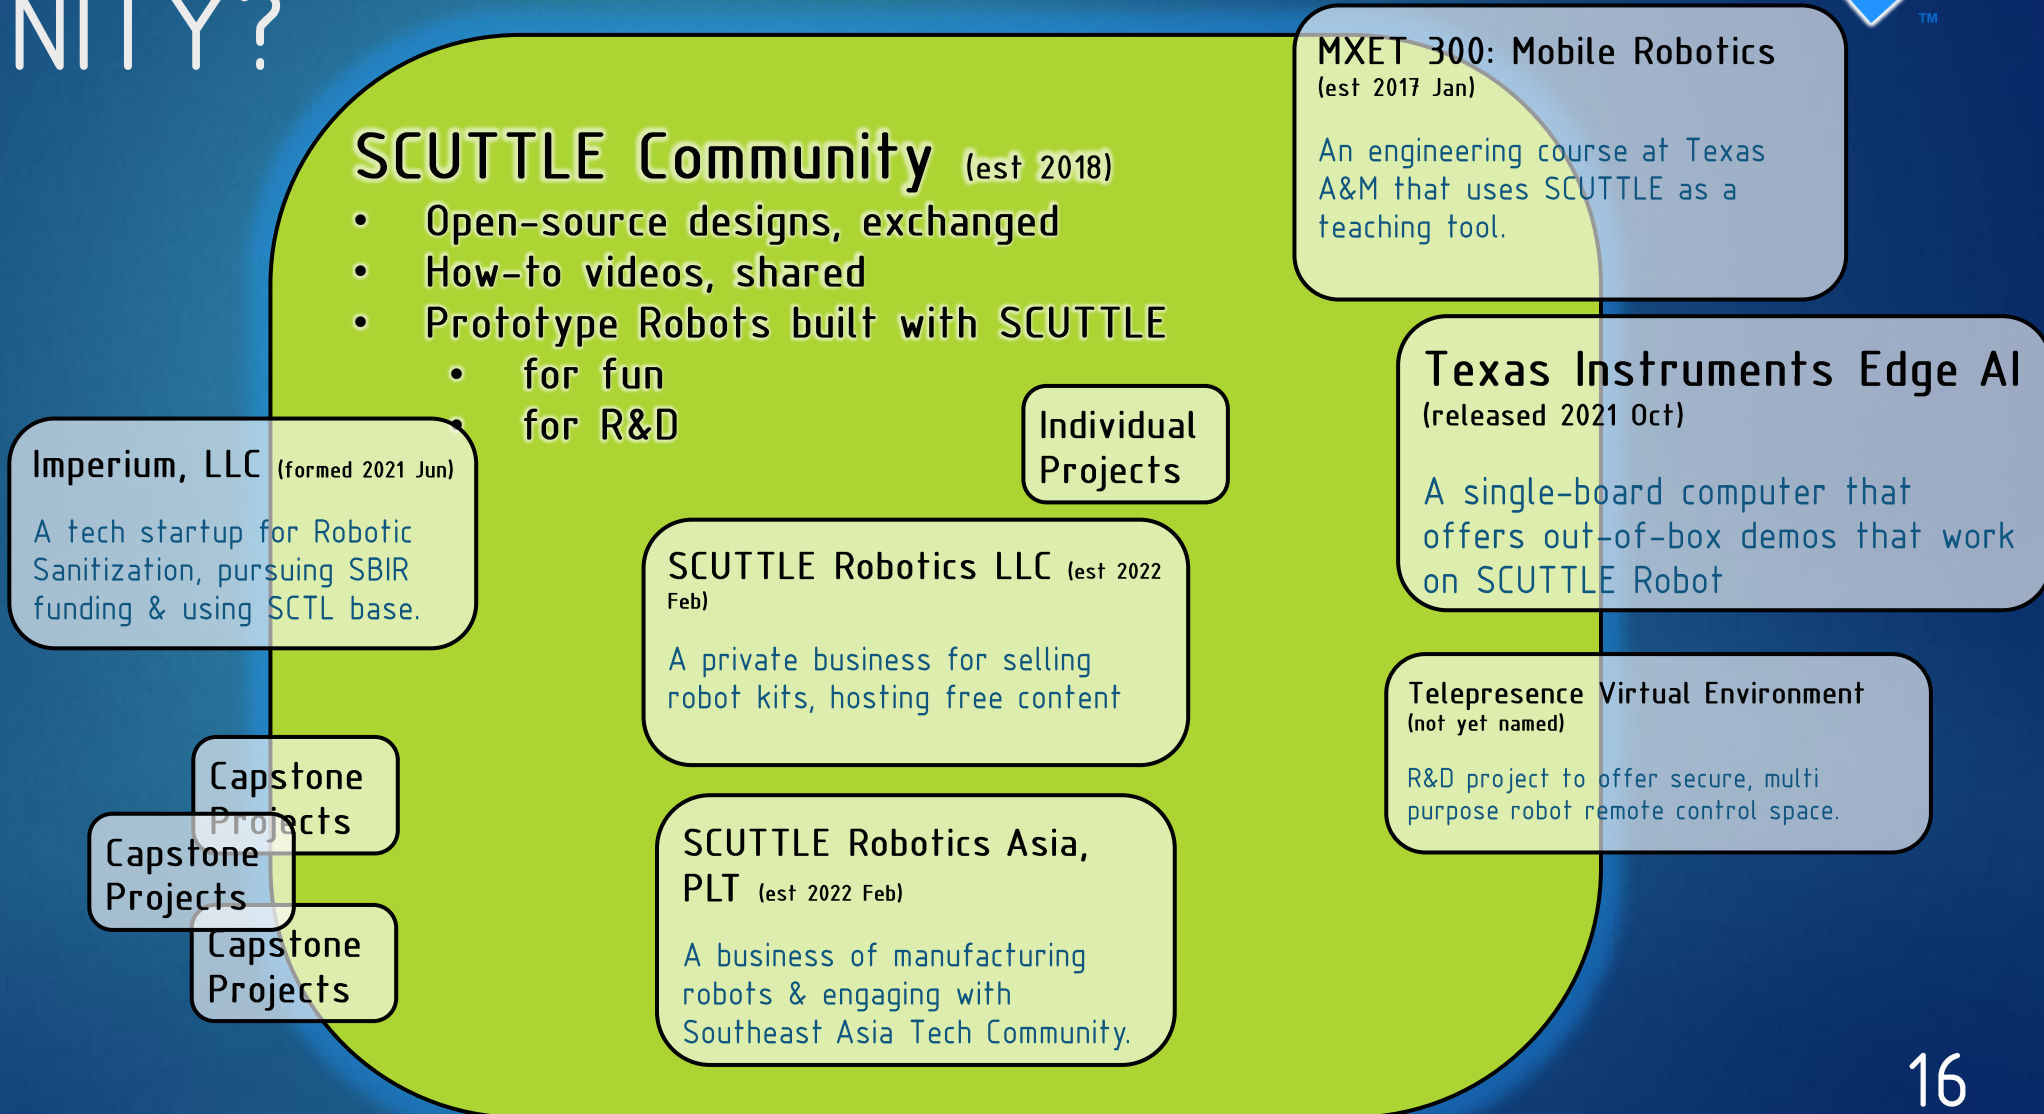 NITY?
TM
SCUTTLE Community (est 2018)
• Open-source designs, exchanged
• How-to videos, shared
• Prototype Robots built with SCUTTLE
• for fun
• for R&D
MXET 300: Mobile Robotics
(est 2017 Jan)
An engineering course at Texas
A&M that uses SCUTTLE as a
teaching tool.
Texas Instruments Edge AI
(released 2021 Oct)
A single-board computer that
offers out-of-box demos that work
on SCUTTLE Robot
Individual
Projects
Imperium, LLC (formed 2021 Jun)
A tech startup for Robotic
Sanitization, pursuing SBIR
funding & using SCTL base.
SCUTTLE Robotics LLC (est 2022
Feb)
A private business for selling
robot kits, hosting free content
Telepresence Virtual Environment
(not yet named)
R&D project to offer secure, multi
purpose robot remote control space.
Capstone
Projects
Capstone
Projects
Capstone
Projects
SCUTTLE Robotics Asia,
PLT (est 2022 Feb)
A business of manufacturing
robots & engaging with
Southeast Asia Tech Community.
16